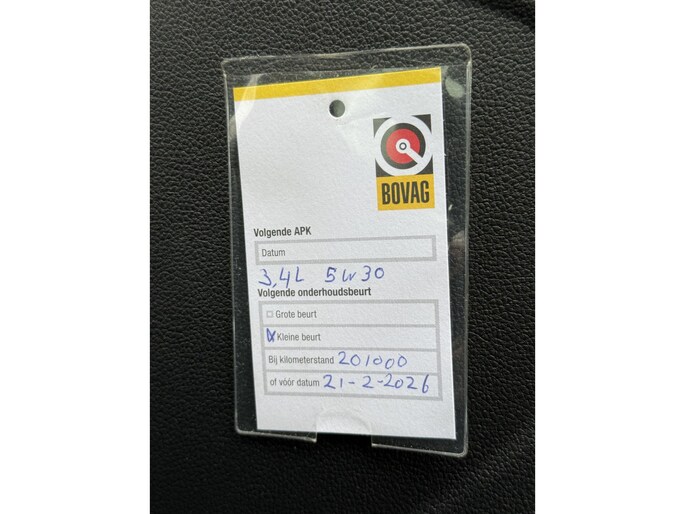 BOVAG
Volgende APK
Datum
3,4L 5W30
Volgende onderhoudsbeurt
Grote beurt
Kleine beurt
Bij kilometerstand 201000
of vóór datum 21-2-2026